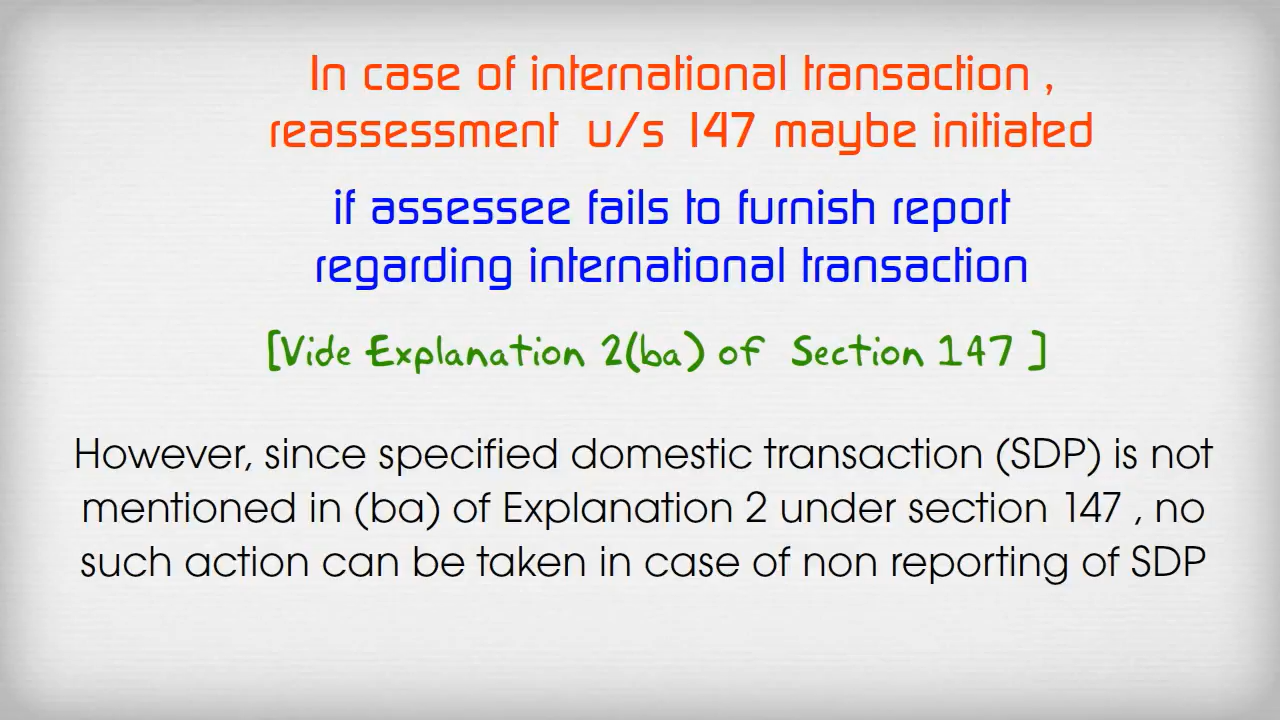 In case of international transaction ,
reassessment u/s 147 maybe initiated
if assessee fails to furnish report
regarding international transaction
[Vide Explanation 2(ba) of Section 147 ]
However, since specified domestic transaction (SDP) is not
mentioned in (ba) of Explanation 2 under section 147 , no
such action can be taken in case of non reporting of SDP